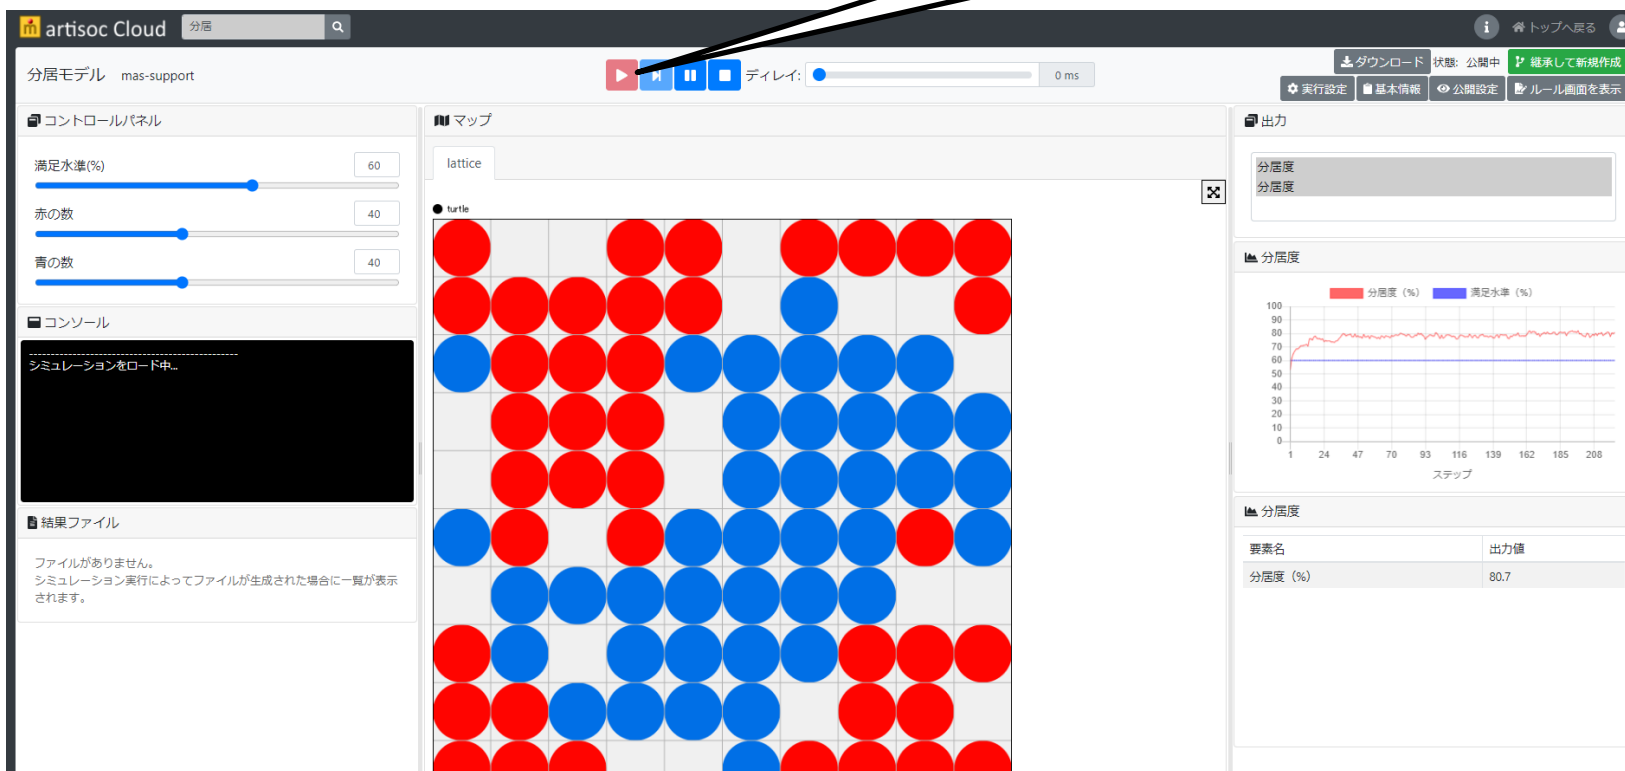 artisoc Cloud
分居
トップへ戻る
分居モデル mas-support
ディレイ:
0 ms
ダウンロード
状態: 公開中
継承して新規作成
実行設定
基本情報
公開設定
ルール画面を表示
コントロールパネル
満足水準(%)
60
赤の数
40
青の数
40
コンソール
------------------------------------------------
シミュレーションをロード中...
結果ファイル
ファイルがありません。
シミュレーション実行によってファイルが生成された場合に一覧が表示
されます。
マップ
lattice
turtle
出力
分居度
分居度
分居度
分居度 (%) 満足水準 (%)
100
90
80
70
60
50
40
30
20
10
0
1 24 47 70 93 116 139 162 185 208
ステップ
分居度
要素名 出力値
分居度 (%) 80.7